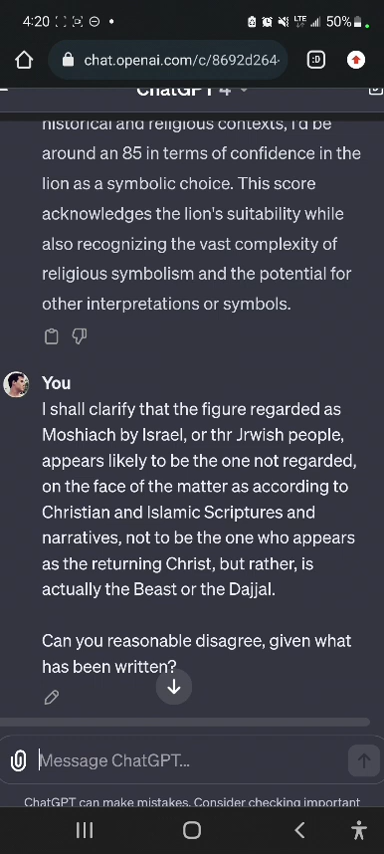 4:20
LTE
50%
chat.openai.com/c/8692d264-
:D
ChatGPT 4
historical and religious contexts, I'd be
around an 85 in terms of confidence in the
lion as a symbolic choice. This score
acknowledges the lion's suitability while
also recognizing the vast complexity of
religious symbolism and the potential for
other interpretations or symbols.
You
I shall clarify that the figure regarded as
Moshiach by Israel, or thr Jrwish people,
appears likely to be the one not regarded,
on the face of the matter as according to
Christian and Islamic Scriptures and
narratives, not to be the one who appears
as the returning Christ, but rather, is
actually the Beast or the Dajjal.
Can you reasonable disagree, given what
has been written?
Message ChatGPT...
ChatGPT can make mistakes. Consider checking important